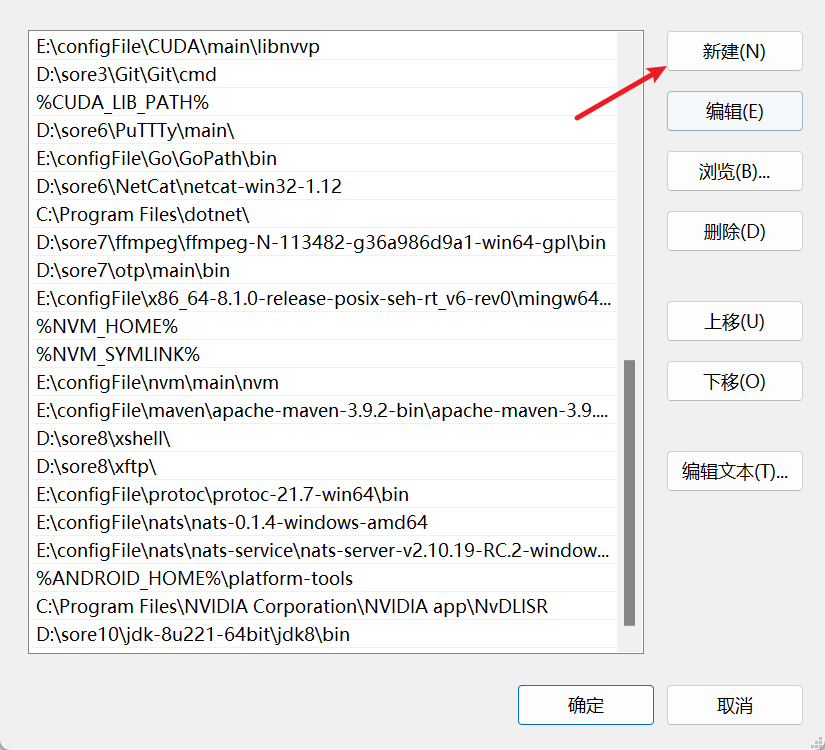 E:\configFile\CUDA\main\libnvvp
D:\sore3\Git\Git\cmd
%CUDA_LIB_PATH%
D:\sore6\PuTTTy\main\
E:\configFile\Go\GoPath\bin
D:\sore6\NetCat\netcat-win32-1.12
C:\Program Files\dotnet\
D:\sore7\ffmpeg\ffmpeg-N-113482-g36a986d9a1-win64-gpl\bin
D:\sore7\otp\main\bin
E:\configFile\x86_64-8.1.0-release-posix-seh-rt_v6-rev0\mingw64...
%NVM_HOME%
%NVM_SYMLINK%
E:\configFile\nvm\main\nvm
E:\configFile\maven\apache-maven-3.9.2-bin\apache-maven-3.9....
D:\sore8\xshell\
D:\sore8\xftp\
E:\configFile\protoc\protoc-21.7-win64\bin
E:\configFile\nats\nats-0.1.4-windows-amd64
E:\configFile\nats\nats-service\nats-server-v2.10.19-RC.2-window...
%ANDROID_HOME%\platform-tools
C:\Program Files\NVIDIA Corporation\NVIDIA app\NvDLISR
D:\sore10\jdk-8u221-64bit\jdk8\bin
新建(N)
编辑(E)
浏览(B)...
删除(D)
上移(U)
下移(O)
编辑文本(T)...
确定
取消